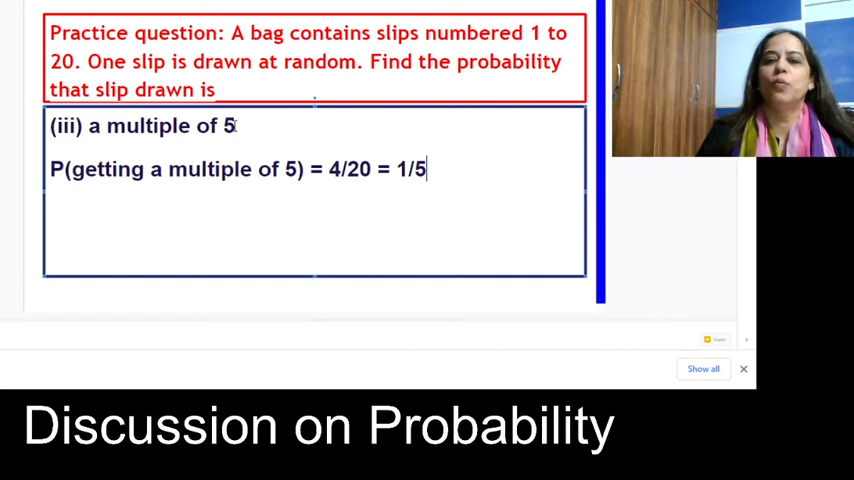 Practice question: A bag contains slips numbered 1 to
20. One slip is drawn at random. Find the probability
that slip drawn is
(iii) a multiple of 5
P(getting a multiple of 5) = 4/20 = 1/5
Show all
Discussion on Probability